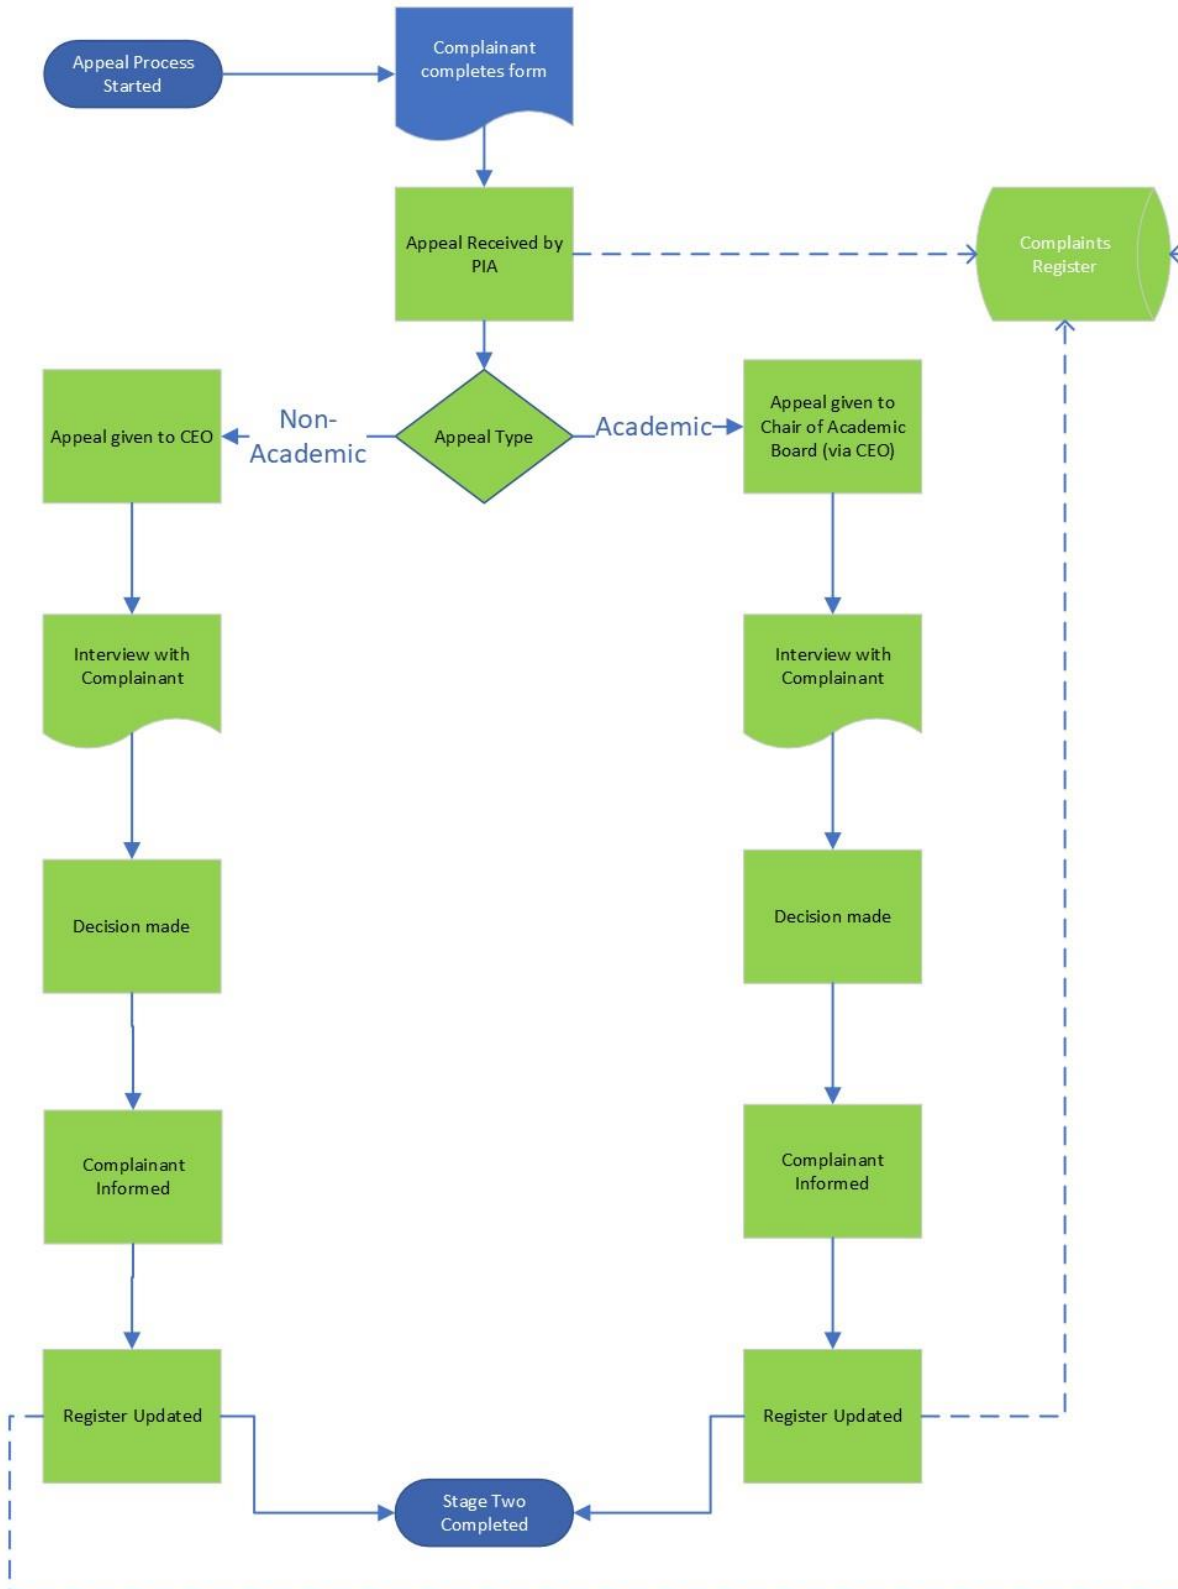 Appeal Process
Started
Complainant
completes form
Appeal Received by
PIA
Complaints
Register
Appeal given to CEO
Non-
Academic
Appeal Type
Academic
Appeal given to
Chair of Academic
Board (via CEO)
Interview with
Complainant
Interview with
Complainant
Decision made
Decision made
Complainant
Informed
Complainant
Informed
Register Updated
Register Updated
Stage Two
Completed